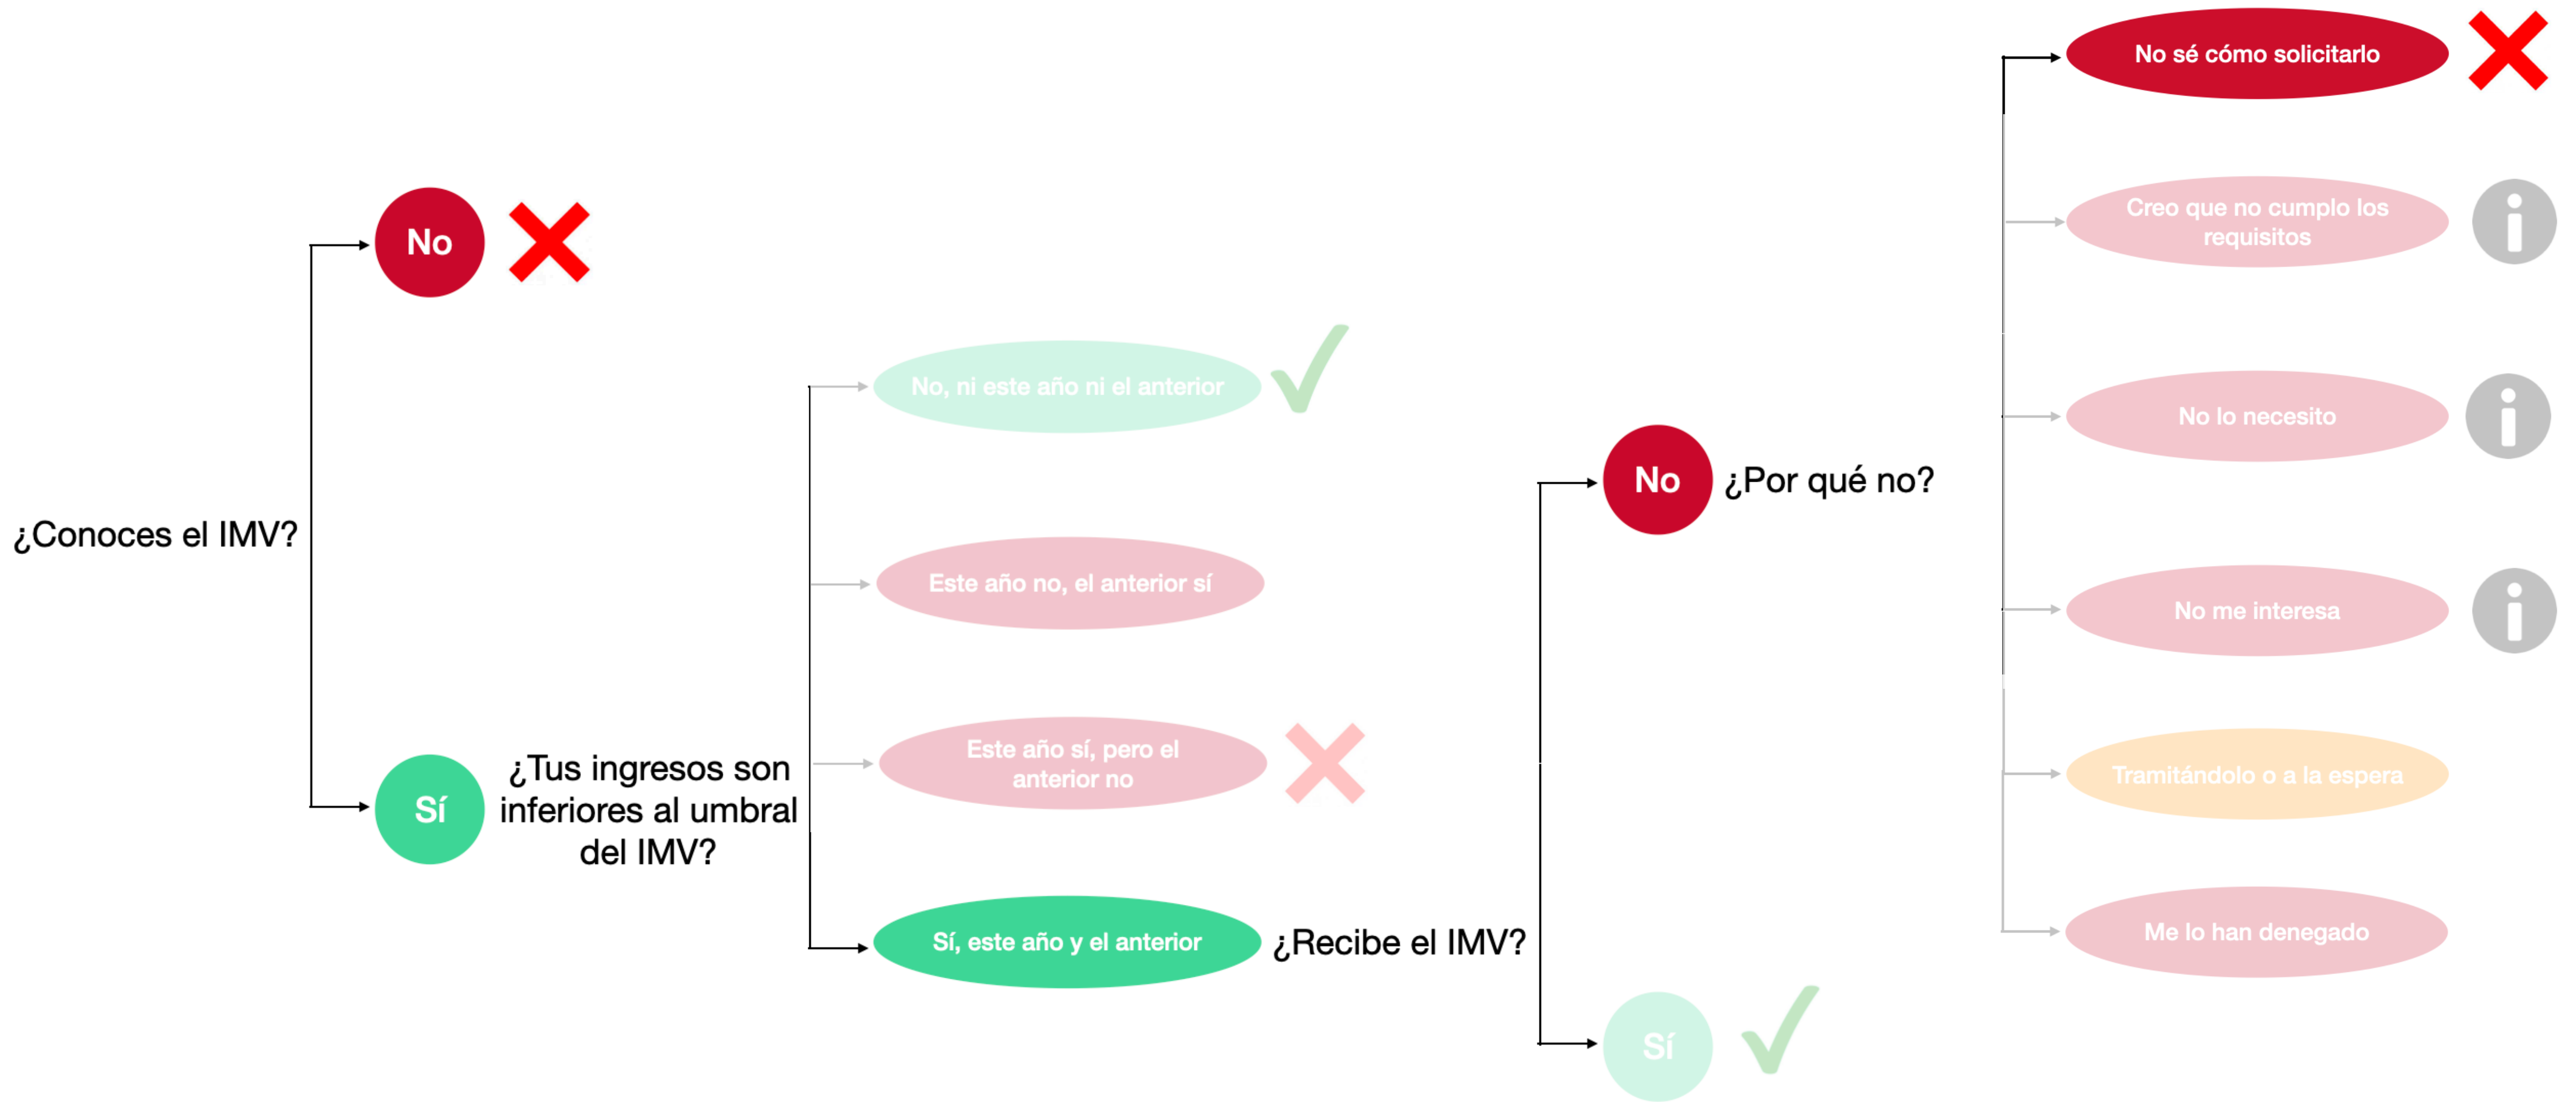 ¿Conoces el IMV?
No
Sí
¿Tus ingresos son
inferiores al umbral
del IMV?
No, ni este año ni el anterior
Este año no, el anterior sí
Este año sí, pero el
anterior no
Sí, este año y el anterior
¿Recibe el IMV?
No
¿Por qué no?
Sí
No sé cómo solicitarlo
Creo que no cumplo los
requisitos
No lo necesito
No me interesa
Tramitándolo o a la espera
Me lo han denegado